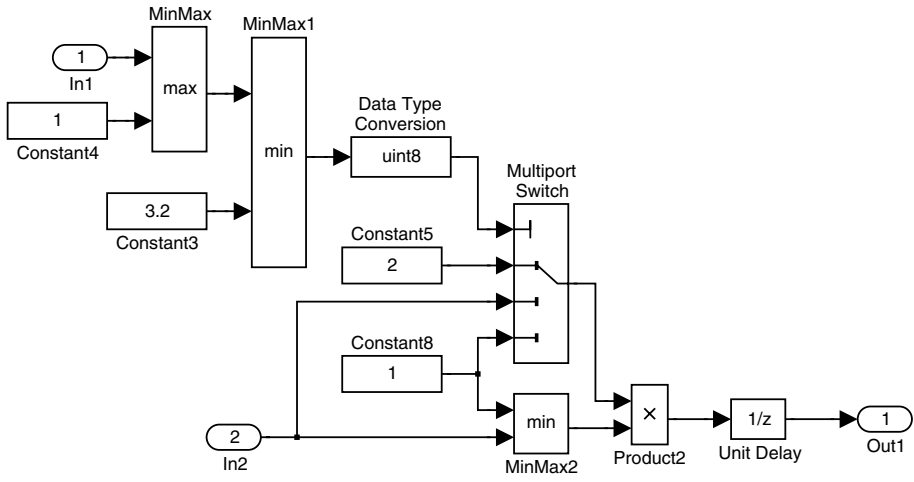 MinMax
MinMax1
1
In1
max
1
Constant4
min
Data Type
Conversion
uint8
3.2
Constant3
Multiport
Switch
Constant5
2
Constant8
1
2
In2
min
MinMax2
×
Product2
1/z
Unit Delay
1
Out1